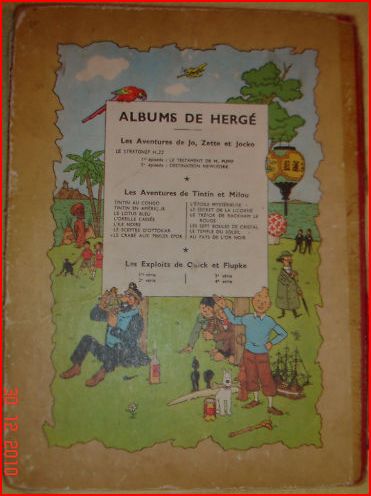 ALBUMS DE HERGÉ
Les Aventures de Jo, Zette et Jocko
LE STRATONEF H.22
1er épisode : LE TESTAMENT DE M. PUMP
2e épisode : DESTINATION NEW-YORK
Les Aventures de Tintin et Milou
TINTIN AU CONGO
TINTIN EN AMÉRIQUE
LE LOTUS BLEU
L'OREILLE CASSÉE
L'ILE NOIRE
LE SCEPTRE D'OTTOKAR
LE CRABE AUX PINCES D'OR
L'ÉTOILE MYSTÉRIEUSE
LE SECRET DE LA LICORNE
LE TRÉSOR DE RACKHAM LE
ROUGE
LES SEPT BOULES DE CRISTAL
LE TEMPLE DU SOLEIL
AU PAYS DE L'OR NOIR
Les Exploits de Quick et Flupke
1re série
2e série
3e série
4e série
30 12 2010